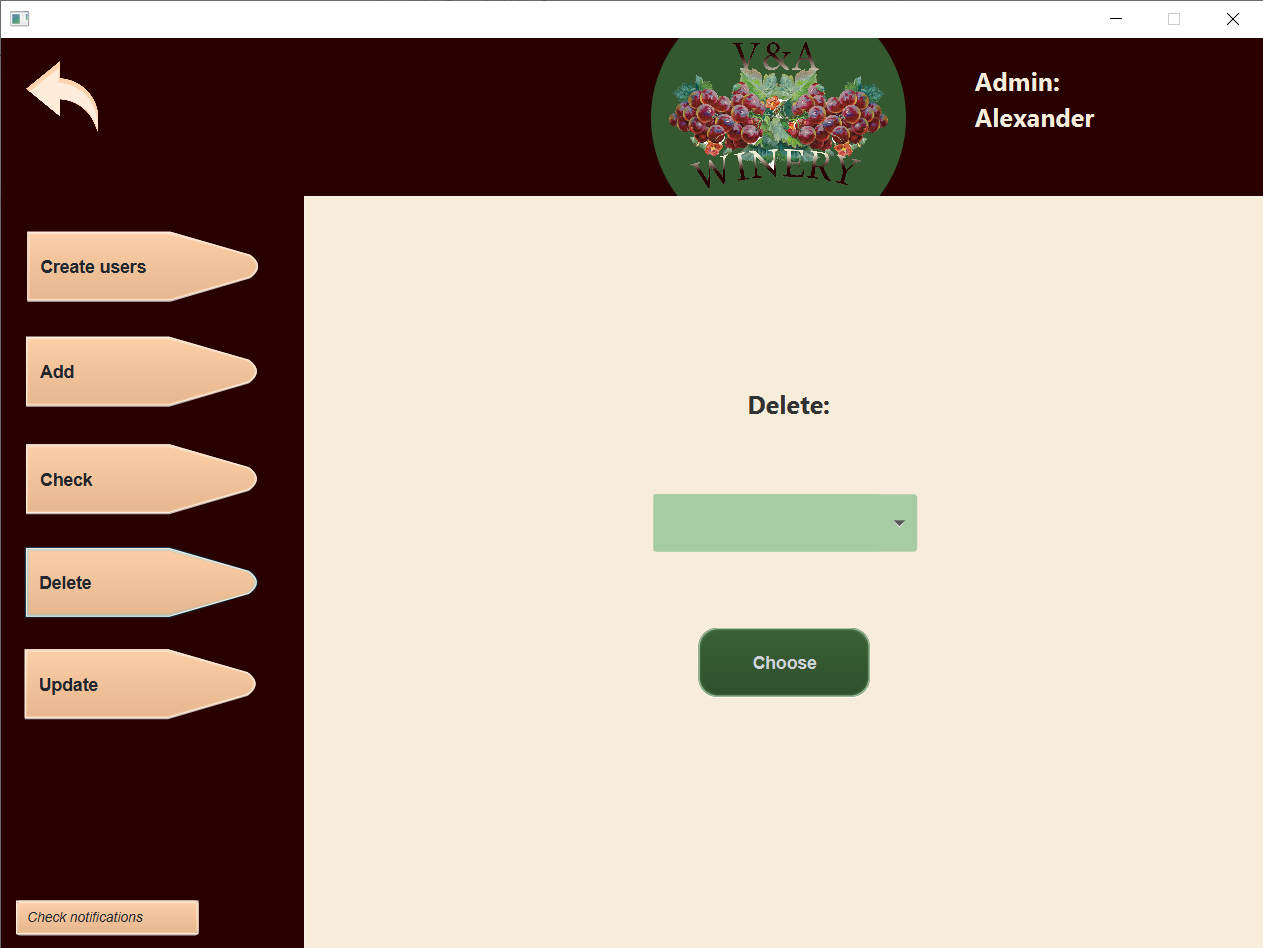 V&A
WINERY
Admin:
Alexander
Create users
Add
Check
Delete
Update
Check notifications
Delete:
Choose